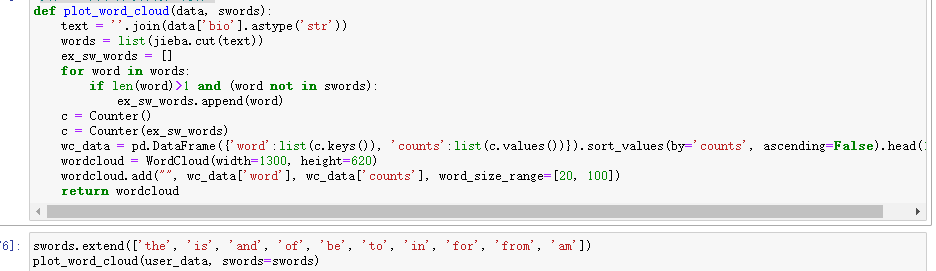 def plot_word_cloud(data, swords):
    text = ''.join(data['bio'].astype('str'))
    words = list(jieba.cut(text))
    ex_sw_words = []
    for word in words:
        if len(word)>1 and (word not in swords):
            ex_sw_words.append(word)
    c = Counter()
    c = Counter(ex_sw_words)
    wc_data = pd.DataFrame({'word':list(c.keys()), 'counts':list(c.values())}).sort_values(by='counts', ascending=False).head(
    wordcloud = WordCloud(width=1300, height=620)
    wordcloud.add("", wc_data['word'], wc_data['counts'], word_size_range=[20, 100])
    return wordcloud
6]: swords.extend(['the', 'is', 'and', 'of', 'be', 'to', 'in', 'for', 'from', 'am'])
plot_word_cloud(user_data, swords=swords)